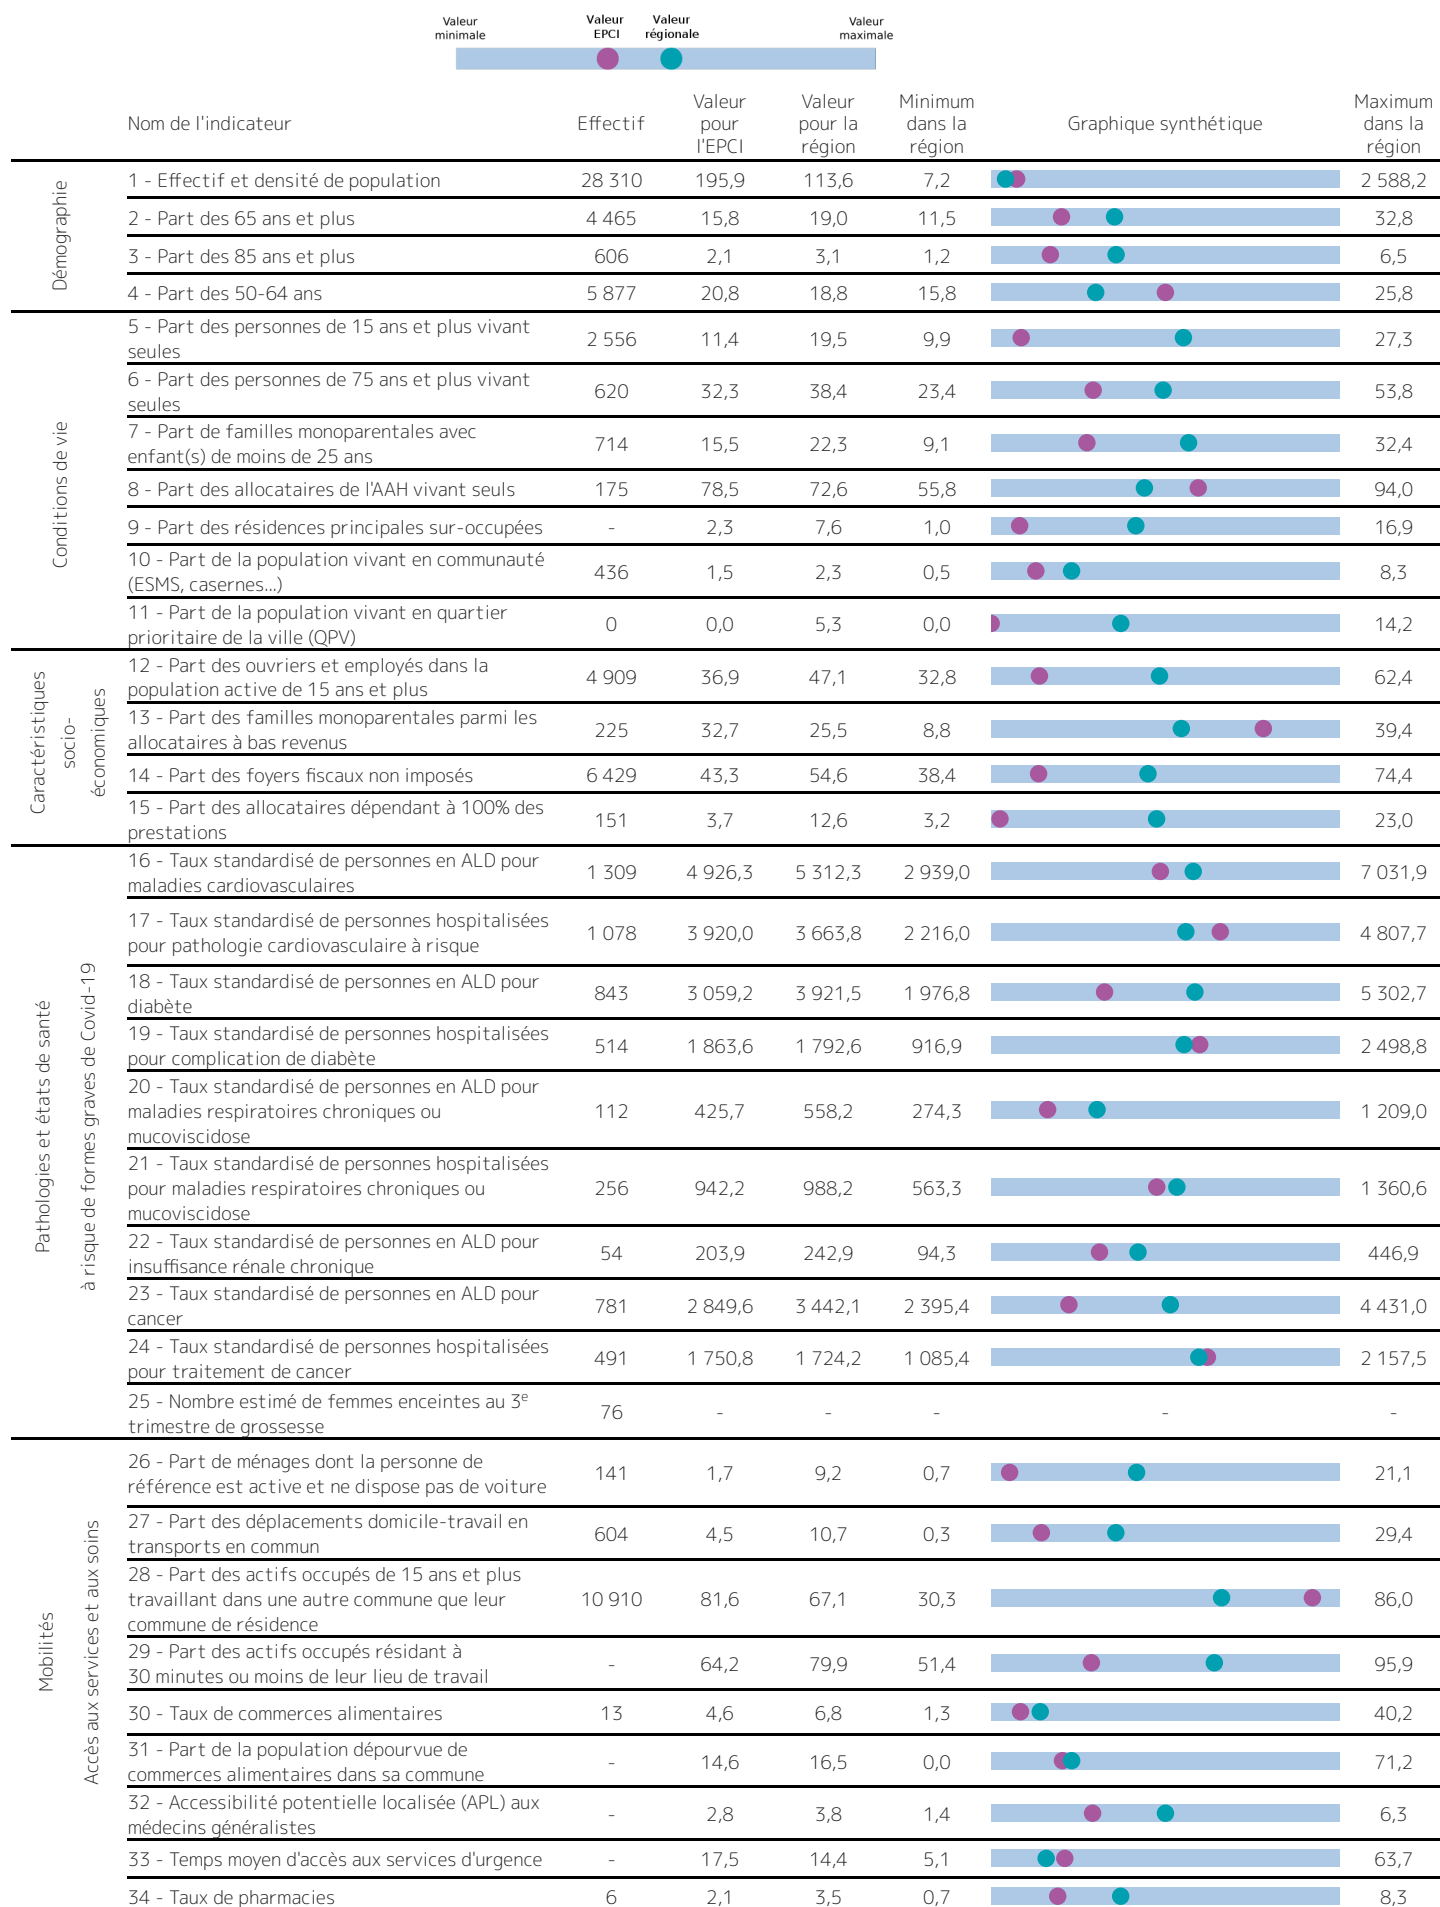 Valeur minimale
Valeur EPCI
Valeur régionale
Valeur maximale
Nom de l'indicateur
Effectif
Valeur pour l'EPCI
Valeur pour la région
Minimum dans la région
Graphique synthétique
Maximum dans la région
Démographie
1 - Effectif et densité de population 28 310 195,9 113,6 7,2 2 588,2
2 - Part des 65 ans et plus 4 465 15,8 19,0 11,5 32,8
3 - Part des 85 ans et plus 606 2,1 3,1 1,2 6,5
4 - Part des 50-64 ans 5 877 20,8 18,8 15,8 25,8
Conditions de vie
5 - Part des personnes de 15 ans et plus vivant
seules 2 556 11,4 19,5 9,9 27,3
6 - Part des personnes de 75 ans et plus vivant
seules 620 32,3 38,4 23,4 53,8
7 - Part de familles monoparentales avec
enfant(s) de moins de 25 ans 714 15,5 22,3 9,1 32,4
8 - Part des allocataires de l'AAH vivant seuls 175 78,5 72,6 55,8 94,0
9 - Part des résidences principales sur-occupées - 2,3 7,6 1,0 16,9
10 - Part de la population vivant en communauté
(ESMS, casernes...) 436 1,5 2,3 0,5 8,3
11 - Part de la population vivant en quartier
prioritaire de la ville (QPV) 0 0,0 5,3 0,0 14,2
Caractéristiques
socio-
économiques
12 - Part des ouvriers et employés dans la
population active de 15 ans et plus 4 909 36,9 47,1 32,8 62,4
13 - Part des familles monoparentales parmi les
allocataires à bas revenus 225 32,7 25,5 8,8 39,4
14 - Part des foyers fiscaux non imposés 6 429 43,3 54,6 38,4 74,4
15 - Part des allocataires dépendant à 100% des
prestations 151 3,7 12,6 3,2 23,0
Pathologies et états de santé
à risque de formes graves de Covid-19
16 - Taux standardisé de personnes en ALD pour
maladies cardiovasculaires 1 309 4 926,3 5 312,3 2 939,0 7 031,9
17 - Taux standardisé de personnes hospitalisées
pour pathologie cardiovasculaire à risque 1 078 3 920,0 3 663,8 2 216,0 4 807,7
18 - Taux standardisé de personnes en ALD pour
diabète 843 3 059,2 3 921,5 1 976,8 5 302,7
19 - Taux standardisé de personnes hospitalisées
pour complication de diabète 514 1 863,6 1 792,6 916,9 2 498,8
20 - Taux standardisé de personnes en ALD pour
maladies respiratoires chroniques ou
mucoviscidose 112 425,7 558,2 274,3 1 209,0
21 - Taux standardisé de personnes hospitalisées
pour maladies respiratoires chroniques ou
mucoviscidose 256 942,2 988,2 563,3 1 360,6
22 - Taux standardisé de personnes en ALD pour
insuffisance rénale chronique 54 203,9 242,9 94,3 446,9
23 - Taux standardisé de personnes en ALD pour
cancer 781 2 849,6 3 442,1 2 395,4 4 431,0
24 - Taux standardisé de personnes hospitalisées
pour traitement de cancer 491 1 750,8 1 724,2 1 085,4 2 157,5
25 - Nombre estimé de femmes enceintes au 3e
trimestre de grossesse 76 - - - - -
Mobilités
Accès aux services et aux soins
26 - Part de ménages dont la personne de
référence est active et ne dispose pas de voiture 141 1,7 9,2 0,7 21,1
27 - Part des déplacements domicile-travail en
transports en commun 604 4,5 10,7 0,3 29,4
28 - Part des actifs occupés de 15 ans et plus
travaillant dans une autre commune que leur
commune de résidence 10 910 81,6 67,1 30,3 86,0
29 - Part des actifs occupés résidant à
30 minutes ou moins de leur lieu de travail - 64,2 79,9 51,4 95,9
30 - Taux de commerces alimentaires 13 4,6 6,8 1,3 40,2
31 - Part de la population dépourvue de
commerces alimentaires dans sa commune - 14,6 16,5 0,0 71,2
32 - Accessibilité potentielle localisée (APL) aux
médecins généralistes - 2,8 3,8 1,4 6,3
33 - Temps moyen d'accès aux services d'urgence - 17,5 14,4 5,1 63,7
34 - Taux de pharmacies 6 2,1 3,5 0,7 8,3